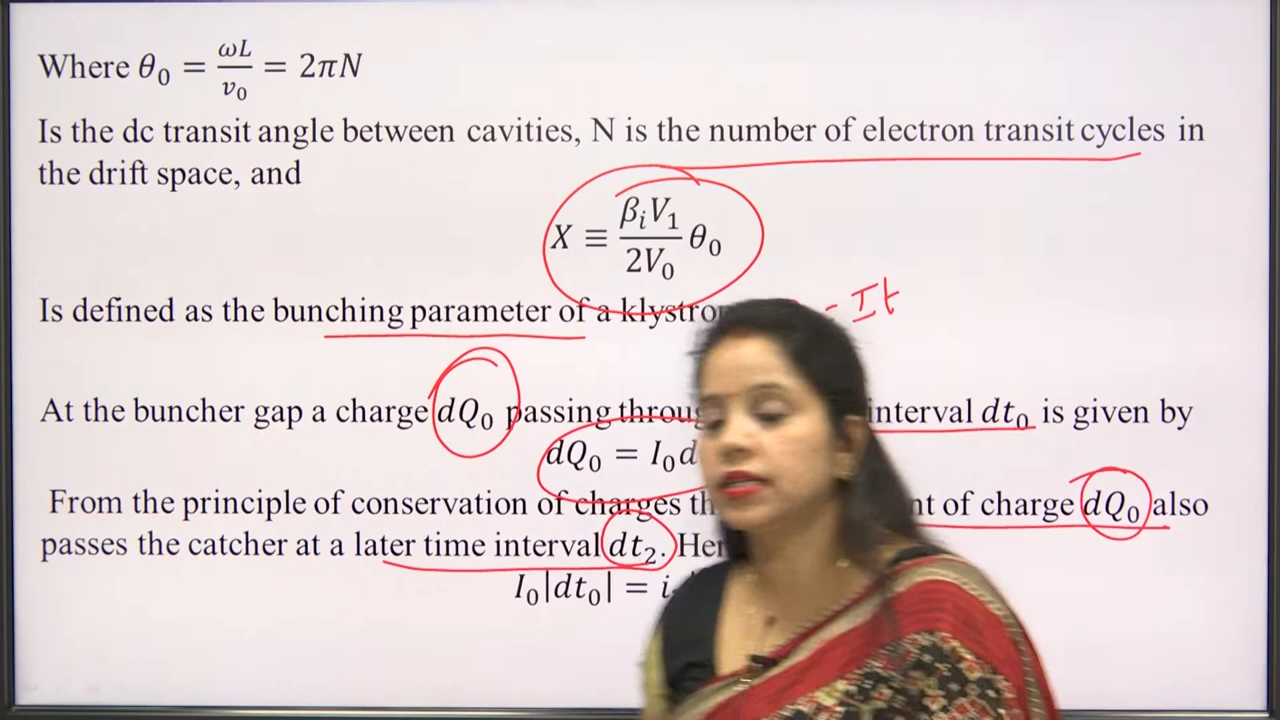 Where θ₀ = ωL/v₀ = 2πN
Is the dc transit angle between cavities, N is the number of electron transit cycles in
the drift space, and
X ≡ βᵢV₁/2V₀ θ₀
Is defined as the bunching parameter of a klystro
- It
At the buncher gap a charge dQ₀ passing throug interval dt₀ is given by
dQ₀ = I₀d
From the principle of conservation of charges th nt of charge dQ₀ also
passes the catcher at a later time interval dt₂. Her
I₀|dt₀| = i